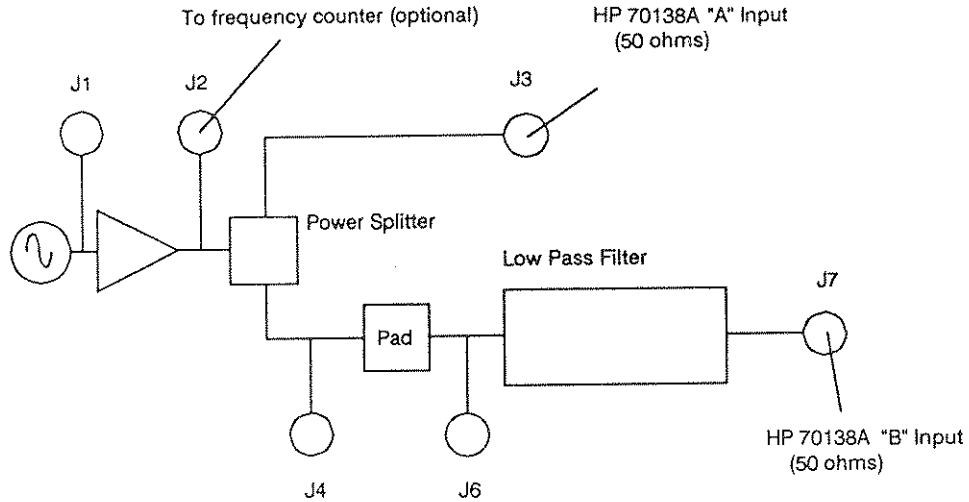 To frequency counter (optional)
HP 70138A "A" Input
(50 ohms)
J1
J2
J3
Power Splitter
Low Pass Filter
J7
Pad
HP 70138A "B" Input
(50 ohms)
J4
J6